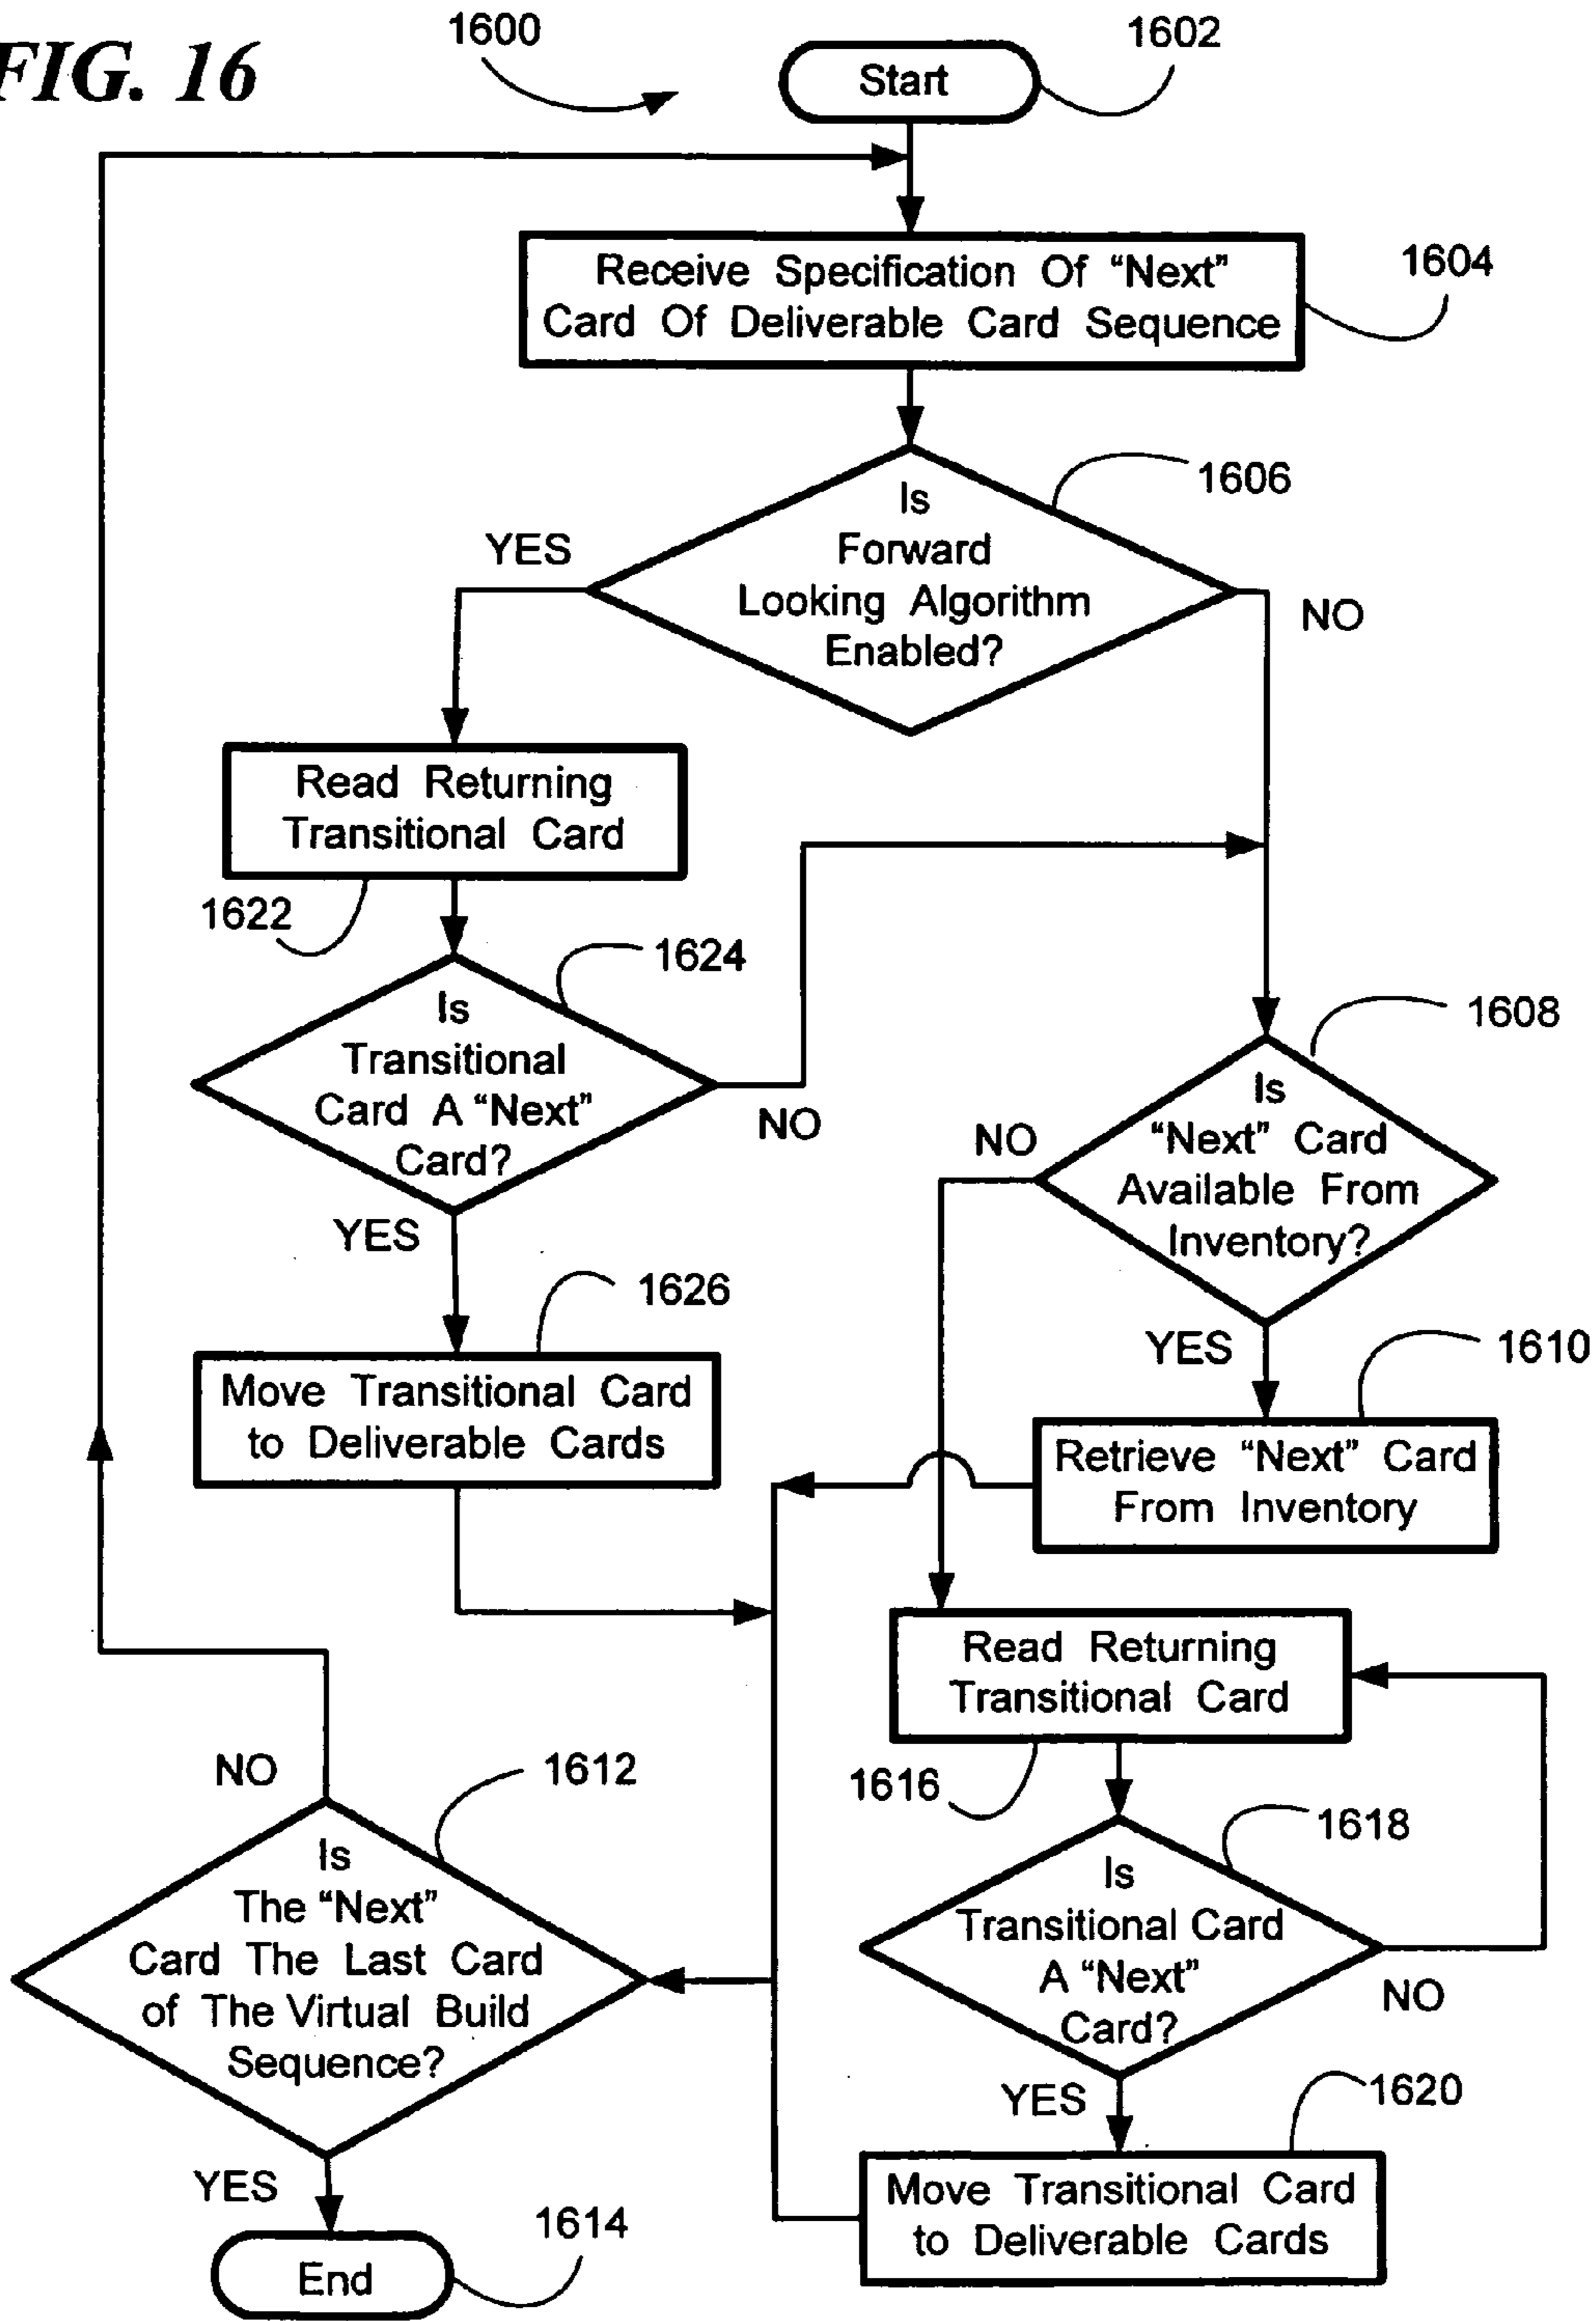 FIG. 16
1600
1602
Start
Receive Specification Of “Next”
Card Of Deliverable Card Sequence
1604
Is
Forward
Looking Algorithm
Enabled?
1606
YES
NO
Read Returning
Transitional Card
1622
Is
Transitional
Card A “Next”
Card?
1624
NO
YES
Is
“Next” Card
Available From
Inventory?
1608
NO
YES
Move Transitional Card
to Deliverable Cards
1626
Retrieve “Next” Card
From Inventory
1610
Read Returning
Transitional Card
1616
Is
Transitional Card
A “Next”
Card?
1618
NO
YES
Move Transitional Card
to Deliverable Cards
1620
NO
1612
Is
The “Next”
Card The Last Card
of The Virtual Build
Sequence?
YES
End
1614